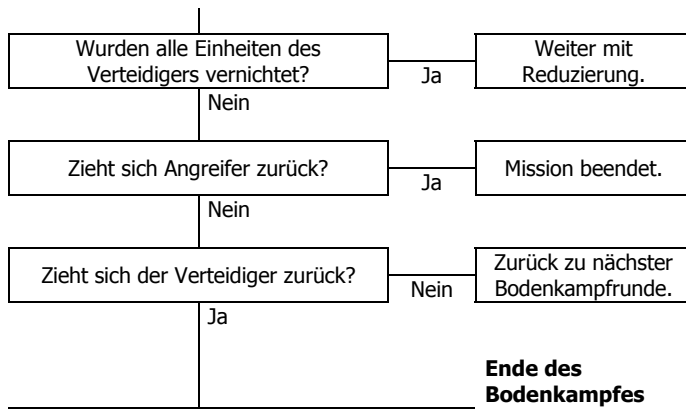 Wurden alle Einheiten des
Verteidigers vernichtet?
Ja
Weiter mit
Reduzierung.
Nein
Zieht sich Angreifer zurück?
Ja
Mission beendet.
Nein
Zieht sich der Verteidiger zurück?
Nein
Zurück zu nächster
Bodenkampfrunde.
Ja
Ende des
Bodenkampfes